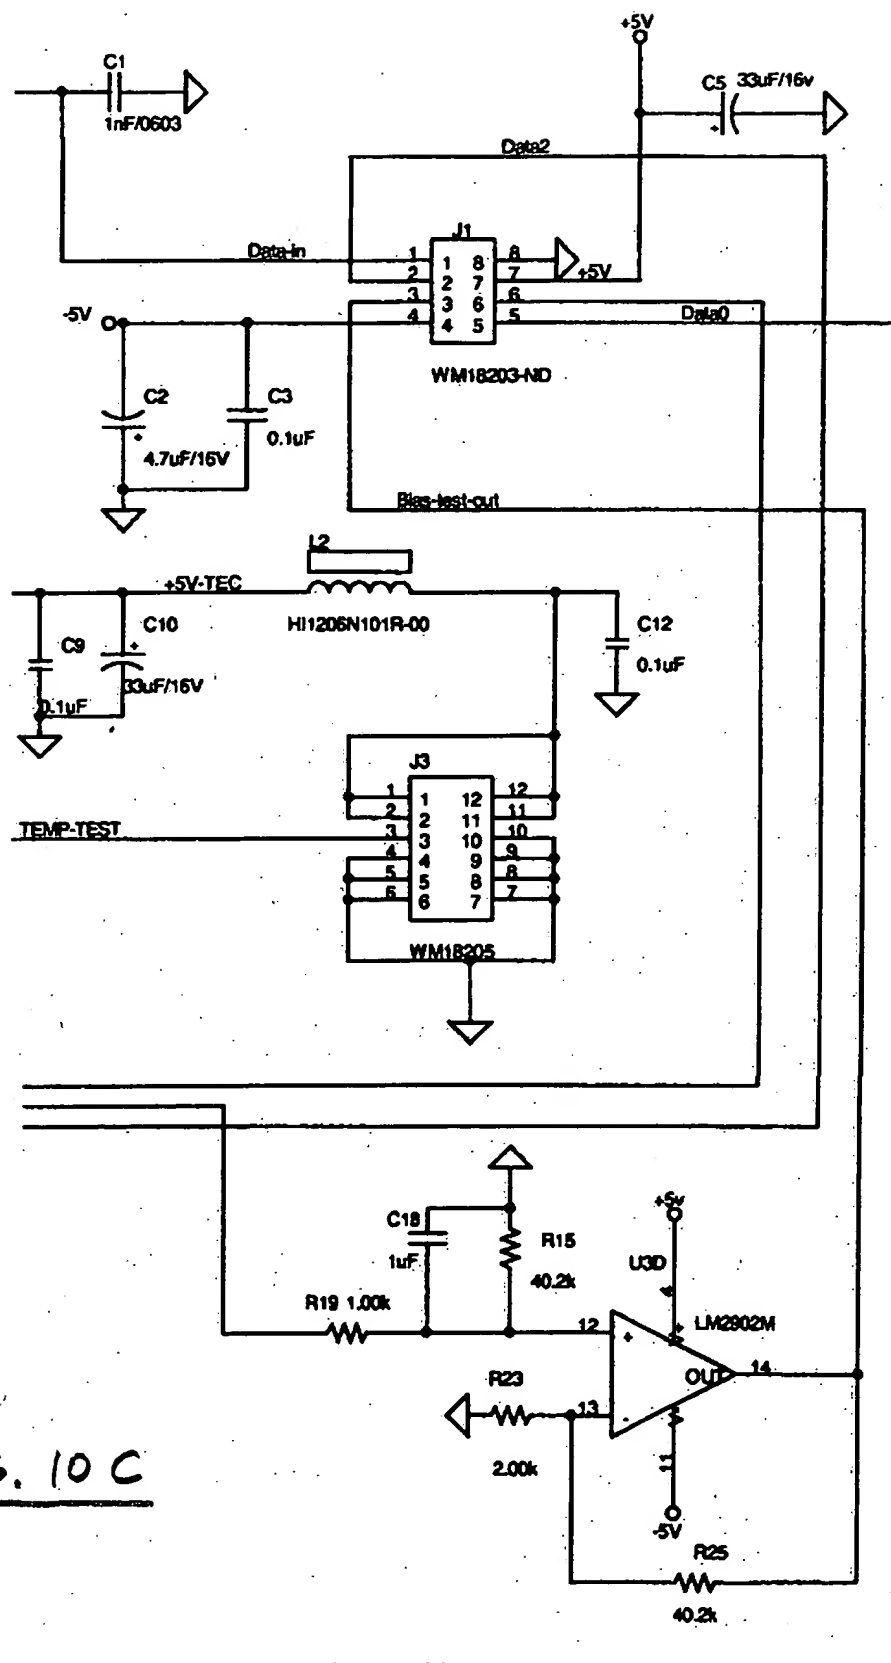 +5V
C1
1nF/0603
C5 33uF/16v
+
Data2
J1
Data-in
1 1 8 8
2 2 7 7 +5V
3 3 6 6
-5V 4 4 5 5 Data0
WM18203-ND
C2 C3
+
4.7uF/16V 0.1uF
Bias-test-out
L2
+5V-TEC
HI1206N101R-00
C9 C10 C12
+
0.1uF 33uF/16V 0.1uF
J3
1 1 12 12
2 2 11 11
TEMP-TEST 3 3 10 10
4 4 9 9
5 5 8 8
6 6 7 7
WM18205
C18
1uF
R15
40.2k
R19 1.00k
+5v
U3D
4
LM2902M
12 + V+
OUT 14
R23
13 - V-
2.00k
11
-5V
R25
40.2k
. 10 C